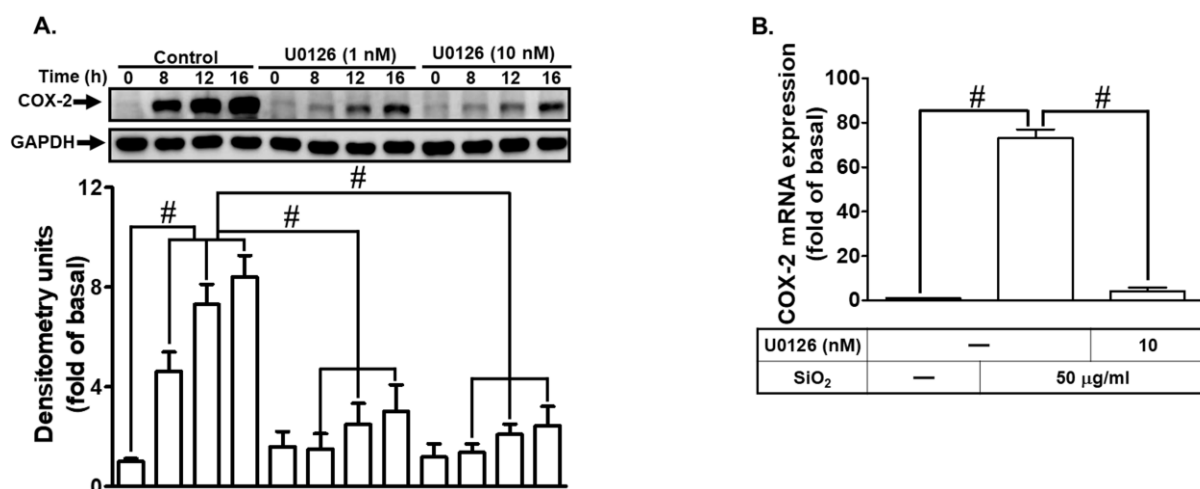 A.
Control U0126 (1 nM) U0126 (10 nM)
Time (h) 0 8 12 16 0 8 12 16 0 8 12 16
COX-2
GAPDH
Densitometry units
(fold of basal)
12
8
4
0
#
#
#
B.
COX-2 mRNA expression
(fold of basal)
100
80
60
40
20
0
# #
U0126 (nM) — 10
SiO₂ — 50 μg/ml